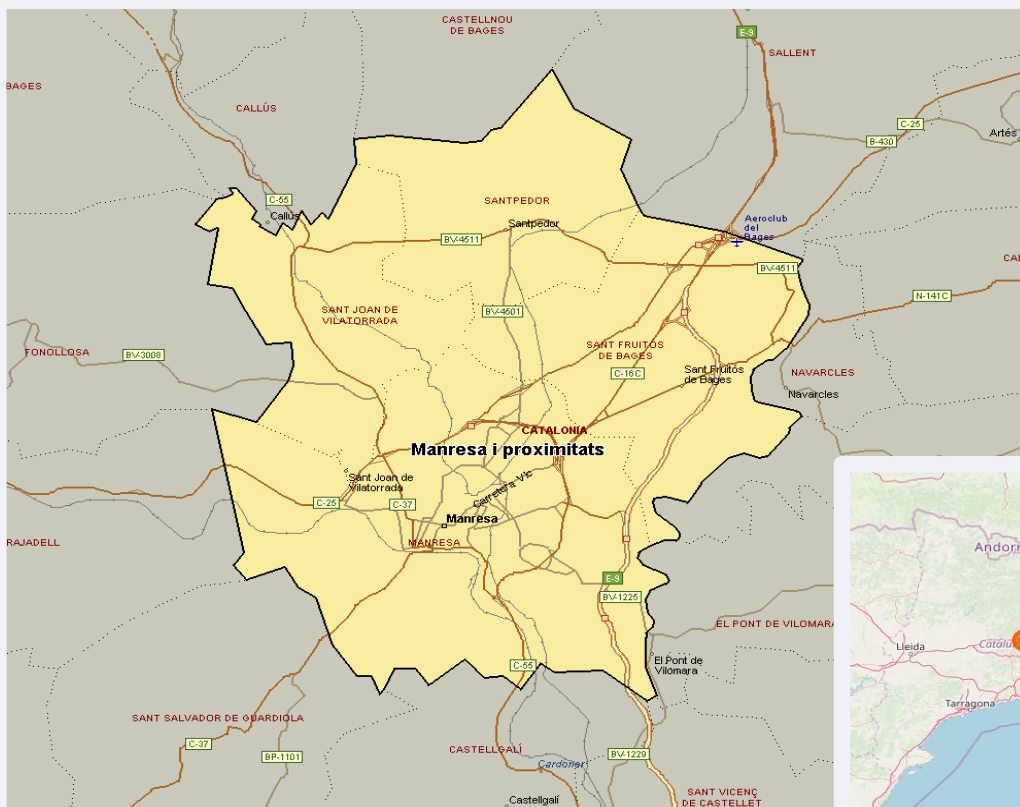 CASTELLNOU
DE BAGES
E-9
SALLENT
BAGES
CALLÚS
C-25
B-430
Artés
C-55
Callús
SANTPEDOR
Santpedor
Aeroclub
del
Bages
BV-4511
BV-4511
CAL
N-141C
SANT JOAN DE
VILATORRADA
BV-4501
SANT FRUITÓS
DE BAGES
FONOLLOSA
BV-3008
C-16C
Sant Fruitós
de Bages
NAVARCLES
Navarcles
CATALONIA
Manresa i proximitats
Sant Joan de
Vilatorrada
Carretera Vic
C-25
C-37
Manresa
RAJADELL
MANRESA
E-9
BV-1225
EL PONT DE VILOMARA
El Pont de
Vilomara
C-55
SANT SALVADOR DE GUARDIOLA
C-37
BP-1101
CASTELLGALÍ
Cardoner
BV-1229
SANT VICENÇ
DE CASTELLET
Castellgalí
Andorr
Lleida
Catalu
Tarragona